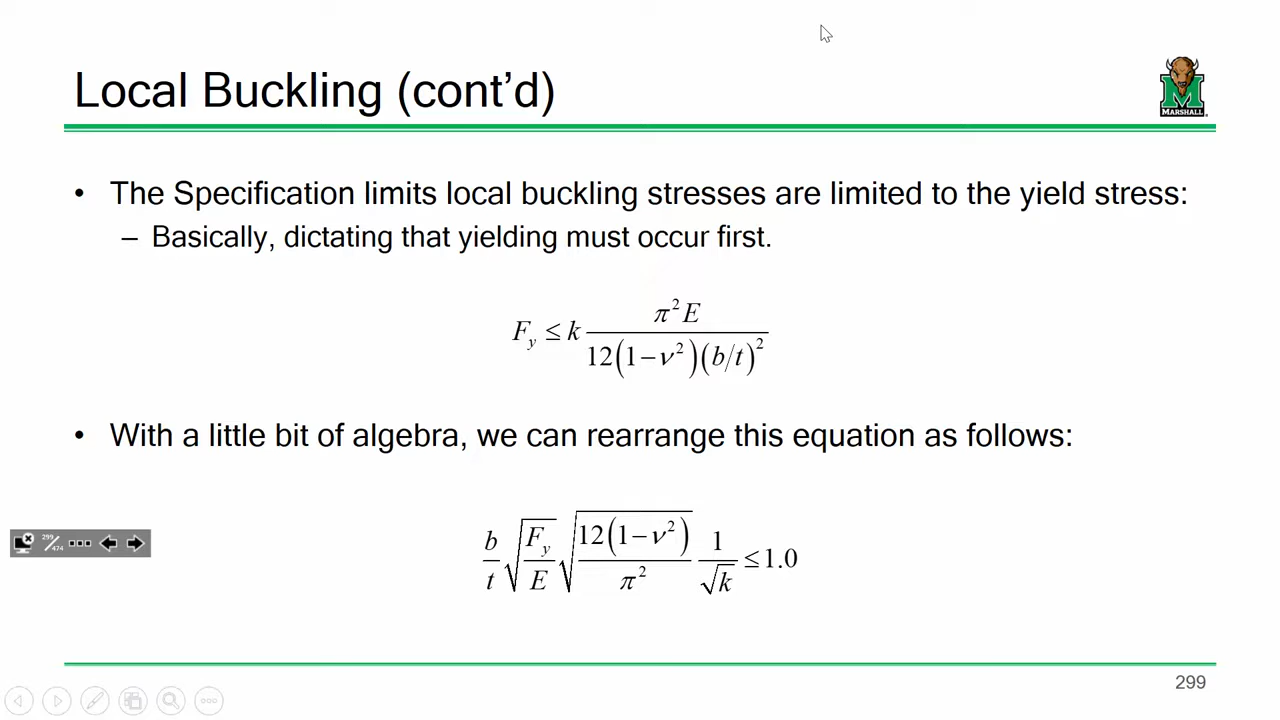 Local Buckling (cont'd)
MARSHALL
• The Specification limits local buckling stresses are limited to the yield stress:
– Basically, dictating that yielding must occur first.
F_y ≤ k π²E / 12(1−ν²)(b/t)²
• With a little bit of algebra, we can rearrange this equation as follows:
b/t √(F_y/E) √(12(1−ν²)/π²) 1/√k ≤ 1.0
299/474
299